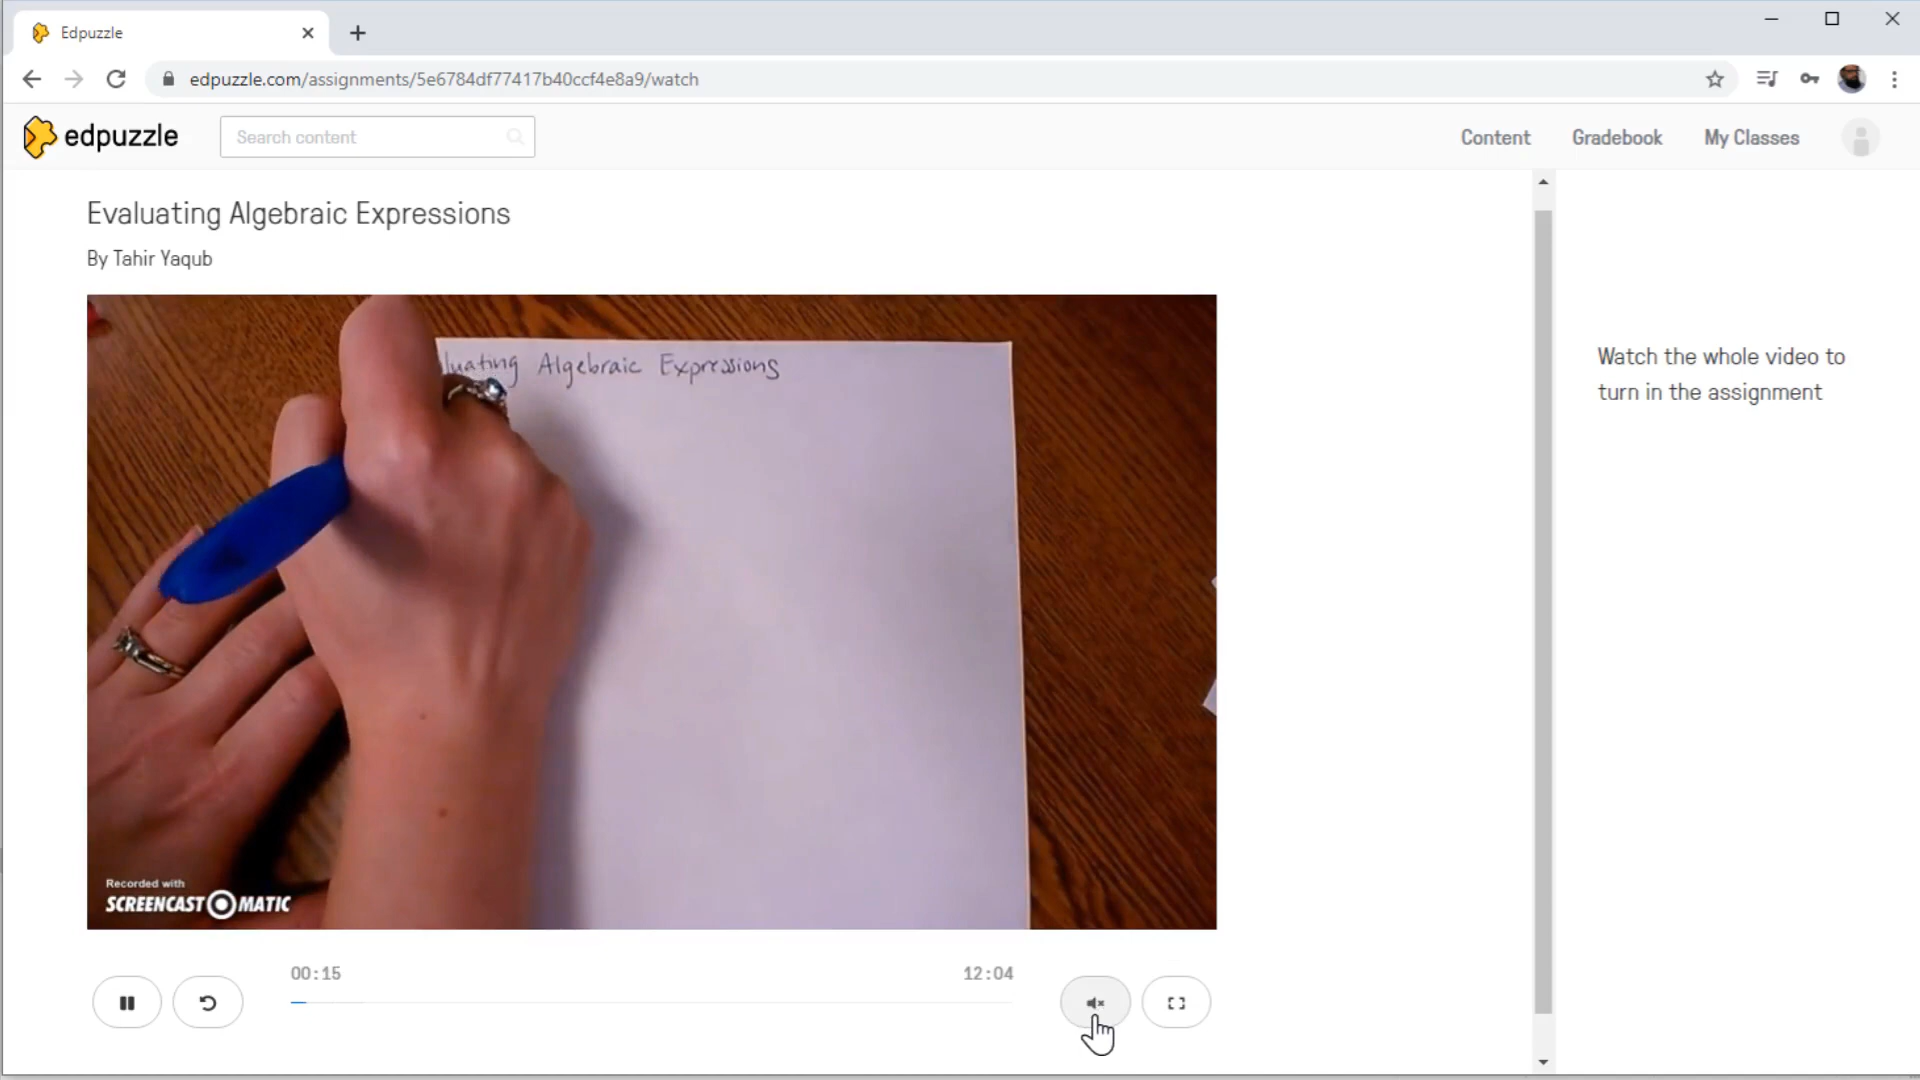 Edpuzzle
edpuzzle.com/assignments/5e6784df77417b40ccf4e8a9/watch
edpuzzle
Search content
Content
Gradebook
My Classes
Evaluating Algebraic Expressions
By Tahir Yaqub
luating Algebraic Expressions
Recorded with
SCREENCAST MATIC
Watch the whole video to
turn in the assignment
00:15
12:04